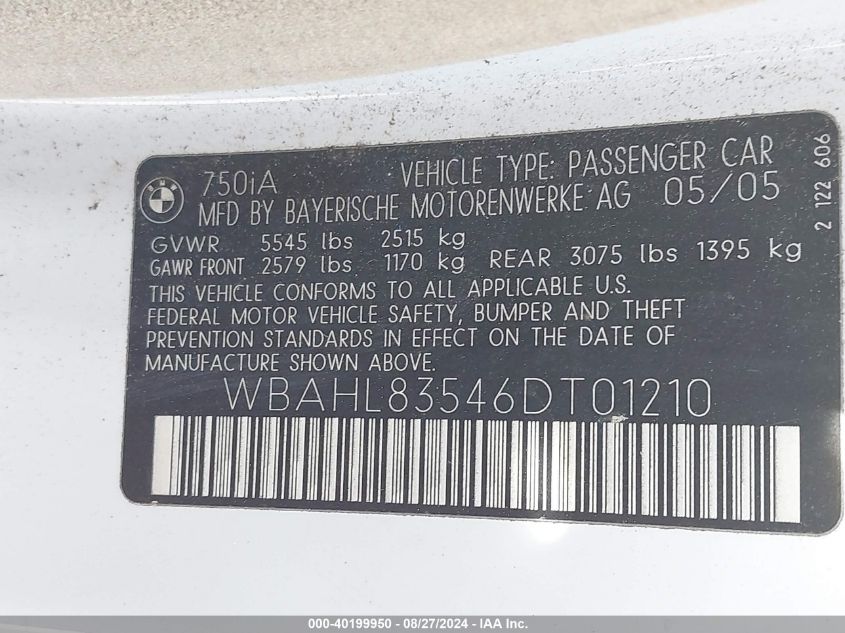 BMW
750iA VEHICLE TYPE: PASSENGER CAR
MFD BY BAYERISCHE MOTORENWERKE AG 05/05
GVWR 5545 lbs 2515 kg
GAWR FRONT 2579 lbs 1170 kg REAR 3075 lbs 1395 kg
THIS VEHICLE CONFORMS TO ALL APPLICABLE U.S.
FEDERAL MOTOR VEHICLE SAFETY, BUMPER AND THEFT
PREVENTION STANDARDS IN EFFECT ON THE DATE OF
MANUFACTURE SHOWN ABOVE.
WBAHL83546DT01210
2 122 606
000-40199950 - 08/27/2024 - IAA Inc.